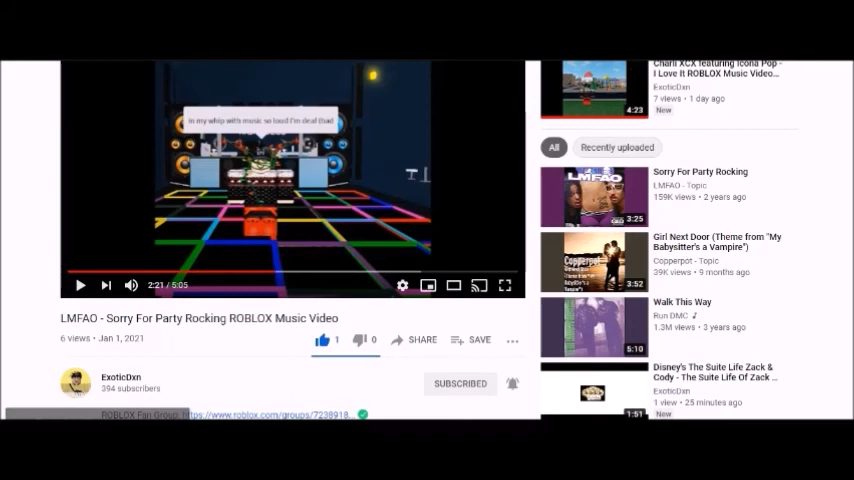 In my whip with music so loud I'm deaf (bad
2:21 / 5:05
LMFAO - Sorry For Party Rocking ROBLOX Music Video
6 views • Jan 1, 2021
1
0
SHARE
SAVE
ExoticDxn
394 subscribers
SUBSCRIBED
ROBLOX Fan Group: https://www.roblox.com/groups/7238918...
Charli XCX featuring Icona Pop -
I Love It ROBLOX Music Video...
ExoticDxn
7 views • 1 day ago
New
4:23
All
Recently uploaded
LMFAO
3:25
Sorry For Party Rocking
LMFAO - Topic
159K views • 2 years ago
Copperpot
3:52
Girl Next Door (Theme from "My
Babysitter's a Vampire")
Copperpot - Topic
39K views • 9 months ago
5:10
Walk This Way
Run DMC
1.3M views • 3 years ago
1:51
Disney's The Suite Life Zack &
Cody - The Suite Life Of Zack ...
ExoticDxn
1 view • 25 minutes ago
New